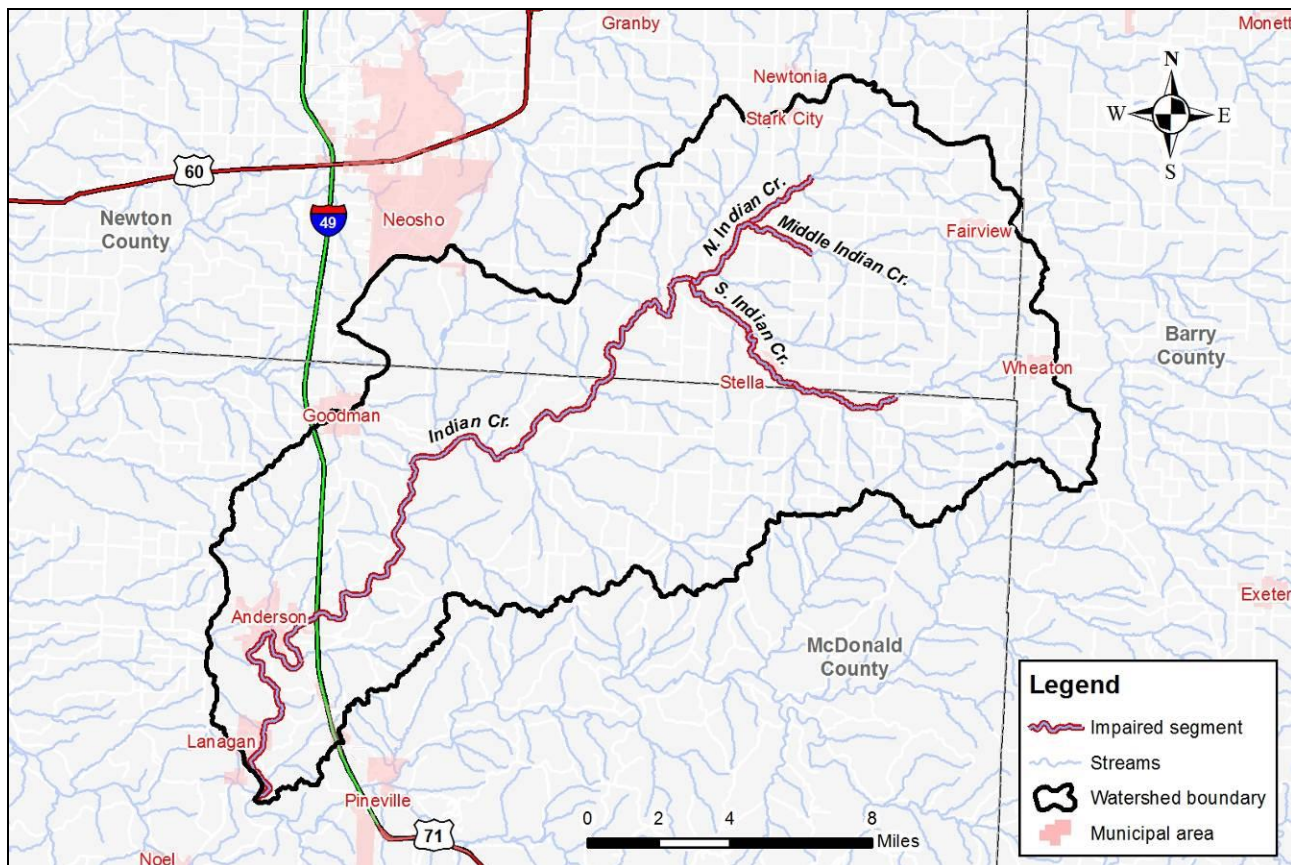 Granby
Monett
Newtonia
Stark City
N
W
E
S
60
Newton
County
49
Neosho
N. Indian Cr.
Middle Indian Cr.
Fairview
S. Indian Cr.
Barry
County
Wheaton
Stella
Goodman
Indian Cr.
Anderson
Exeter
McDonald
County
Lanagan
Pineville
71
Noel
0 2 4 8
Miles
Legend
Impaired segment
Streams
Watershed boundary
Municipal area